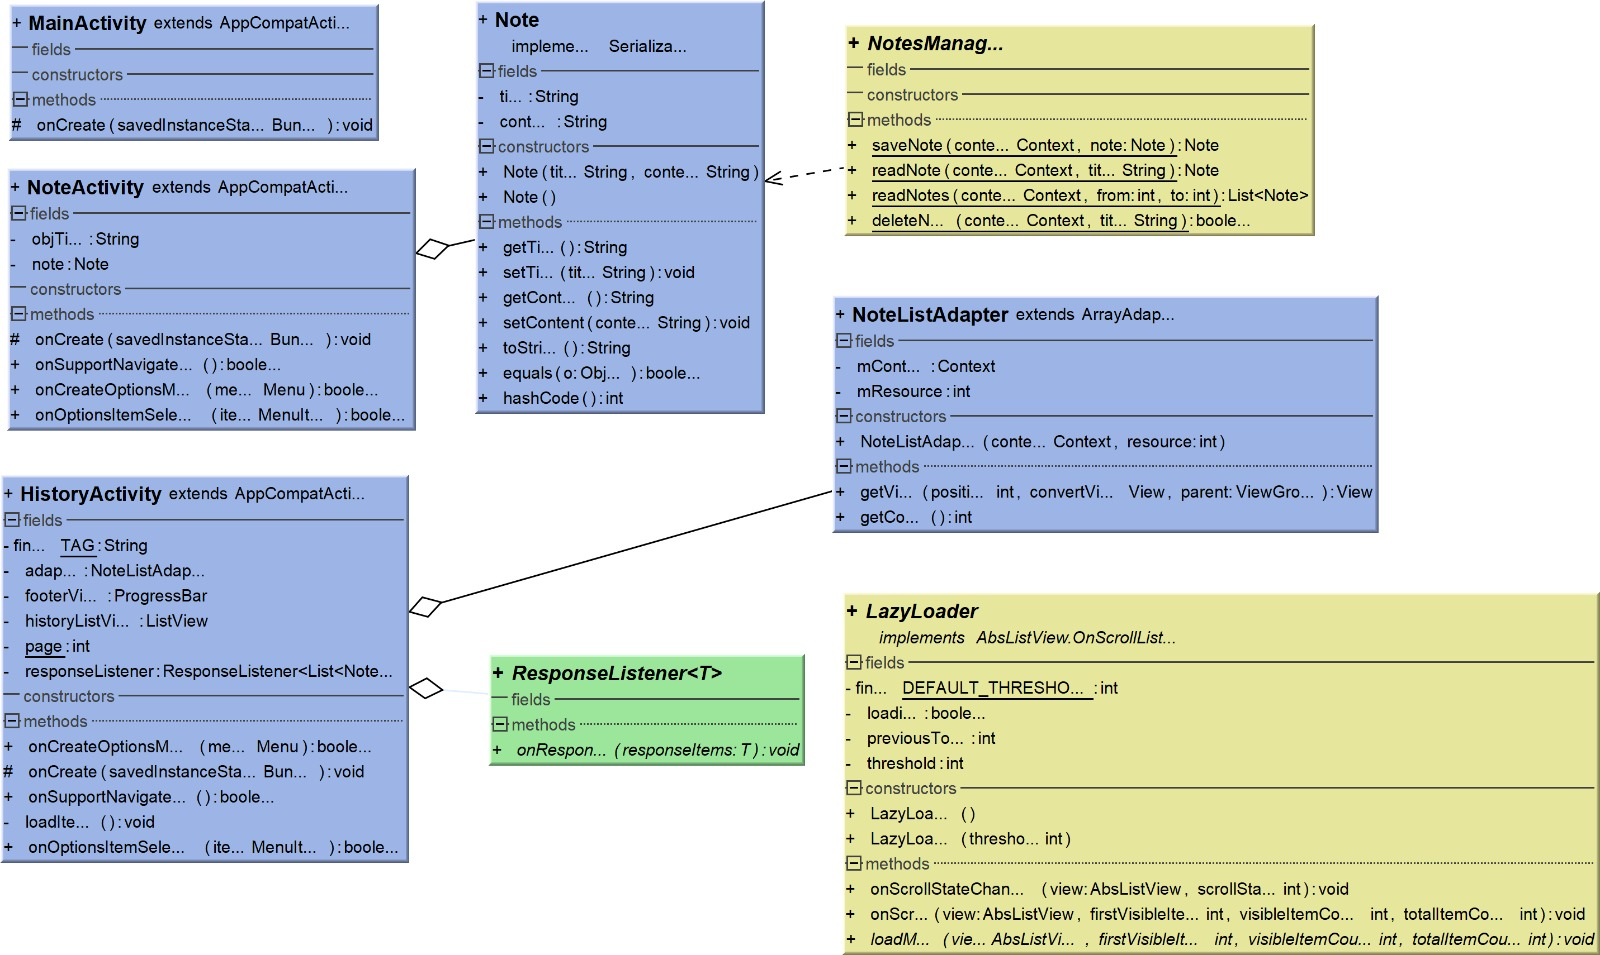 + MainActivity extends AppCompatActi...
fields
constructors
methods
# onCreate(savedInstanceSta... Bun... ):void
+ NoteActivity extends AppCompatActi...
fields
- objTi... :String
- note:Note
constructors
methods
# onCreate(savedInstanceSta... Bun... ):void
+ onSupportNavigate... ():boole...
+ onCreateOptionsM... (me... Menu):boole...
+ onOptionsItemSele... (ite... MenuIt... ):boole...
+ HistoryActivity extends AppCompatActi...
fields
- fin... TAG:String
- adap... :NoteListAdap...
- footerVi... :ProgressBar
- historyListVi... :ListView
- page:int
- responseListener:ResponseListener<List<Note...
constructors
methods
+ onCreateOptionsM... (me... Menu):boole...
# onCreate(savedInstanceSta... Bun... ):void
+ onSupportNavigate... ():boole...
- loadIte... ():void
+ onOptionsItemSele... (ite... MenuIt... ):boole...
+ Note
impleme... Serializa...
fields
- ti... :String
- cont... :String
constructors
+ Note(tit... String, conte... String)
+ Note()
methods
+ getTi... ():String
+ setTi... (tit... String):void
+ getCont... ():String
+ setContent(conte... String):void
+ toStri... ():String
+ equals(o:Obj... ):boole...
+ hashCode():int
+ ResponseListener<T>
fields
methods
+ onRespon... (responseItems:T):void
+ NotesManag...
fields
constructors
methods
+ saveNote(conte... Context, note:Note):Note
+ readNote(conte... Context, tit... String):Note
+ readNotes(conte... Context, from:int, to:int):List<Note>
+ deleteN... (conte... Context, tit... String):boole...
+ NoteListAdapter extends ArrayAdap...
fields
- mCont... :Context
- mResource:int
constructors
+ NoteListAdap... (conte... Context, resource:int)
methods
+ getVi... (positi... int, convertVi... View, parent:ViewGro... ):View
+ getCo... ():int
+ LazyLoader
implements AbsListView.OnScrollList...
fields
- fin... DEFAULT_THRESHO... :int
- loadi... :boole...
- previousTo... :int
- threshold:int
constructors
+ LazyLoa... ()
+ LazyLoa... (thresho... int)
methods
+ onScrollStateChan... (view:AbsListView, scrollSta... int):void
+ onScr... (view:AbsListView, firstVisibleIte... int, visibleItemCo... int, totalItemCo... int):void
+ loadM... (vie... AbsListVi... , firstVisibleIt... int, visibleItemCou... int, totalItemCou... int):void